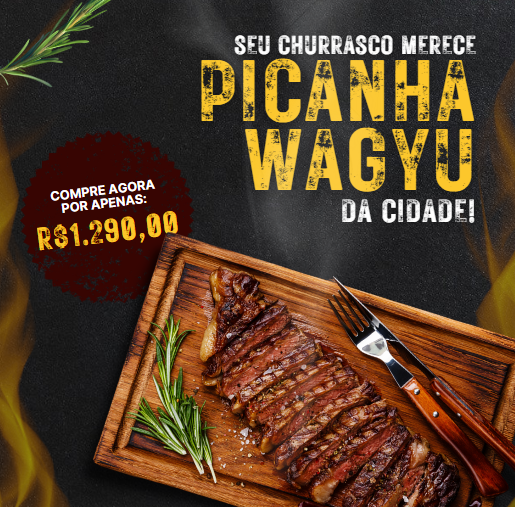 SEU CHURRASCO MERECE
PICANHA
WAGYU
DA CIDADE!
COMPRE AGORA
POR APENAS:
R$1.290,00